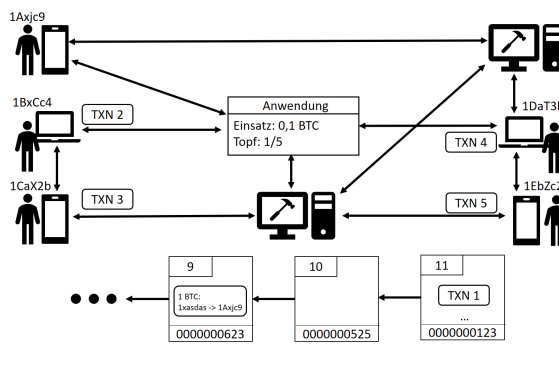 1Axjc9
1BxCc4
TXN 2
Anwendung
Einsatz: 0,1 BTC
Topf: 1/5
TXN 4
1CaX2b
TXN 3
TXN 5
9
1 BTC:
1xasdas -> 1Axjc9
0000000623
10
0000000525
11
TXN 1
...
0000000123